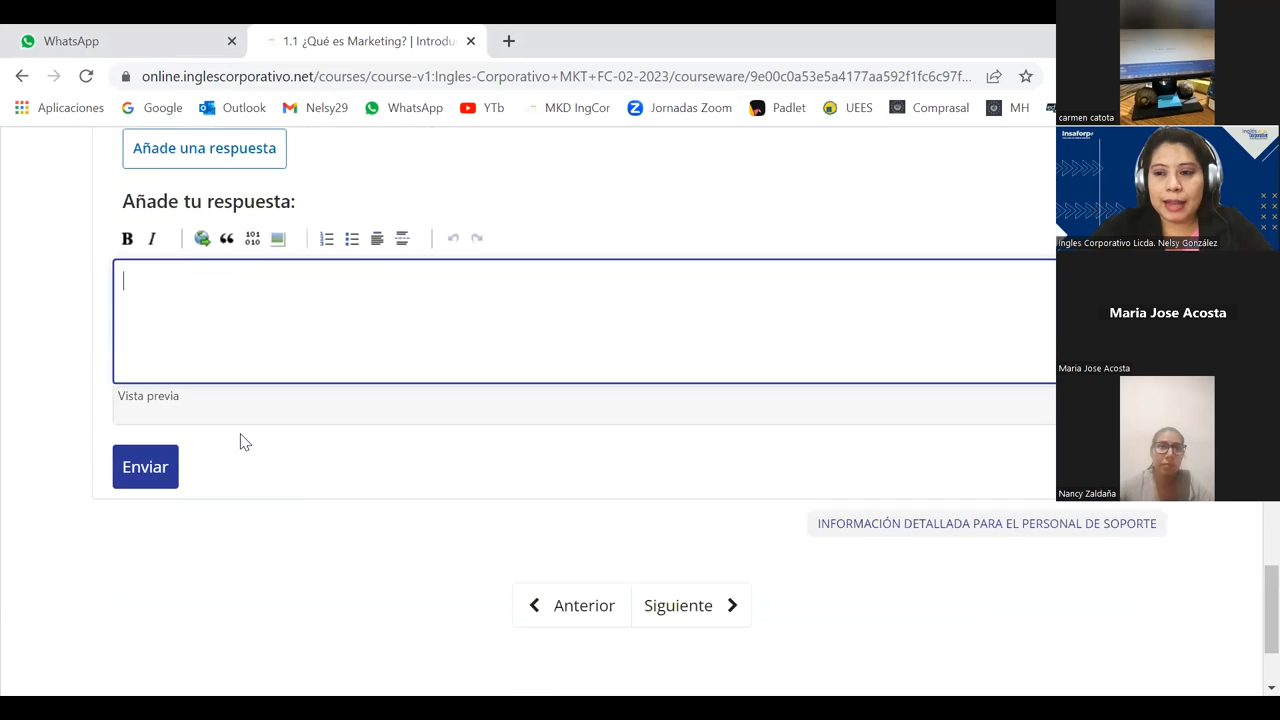 WhatsApp
1.1 ¿Qué es Marketing? | Introdu
online.inglescorporativo.net/courses/course-v1:Ingles-Corporativo+MKT+FC-02-2023/courseware/9e00c0a53e5a4177aa592f1fc6c97f...
Aplicaciones Google Outlook Nelsy29 WhatsApp YTb MKD IngCor Jornadas Zoom Padlet UEES Comprasal MH
Añade una respuesta
Añade tu respuesta:
B I 101 010
Vista previa
Enviar
INFORMACIÓN DETALLADA PARA EL PERSONAL DE SOPORTE
Anterior Siguiente
carmen catota
Insaforp
Ingles Corporativo Licda. Nelsy González
Maria Jose Acosta
Maria Jose Acosta
Nancy Zaldaña